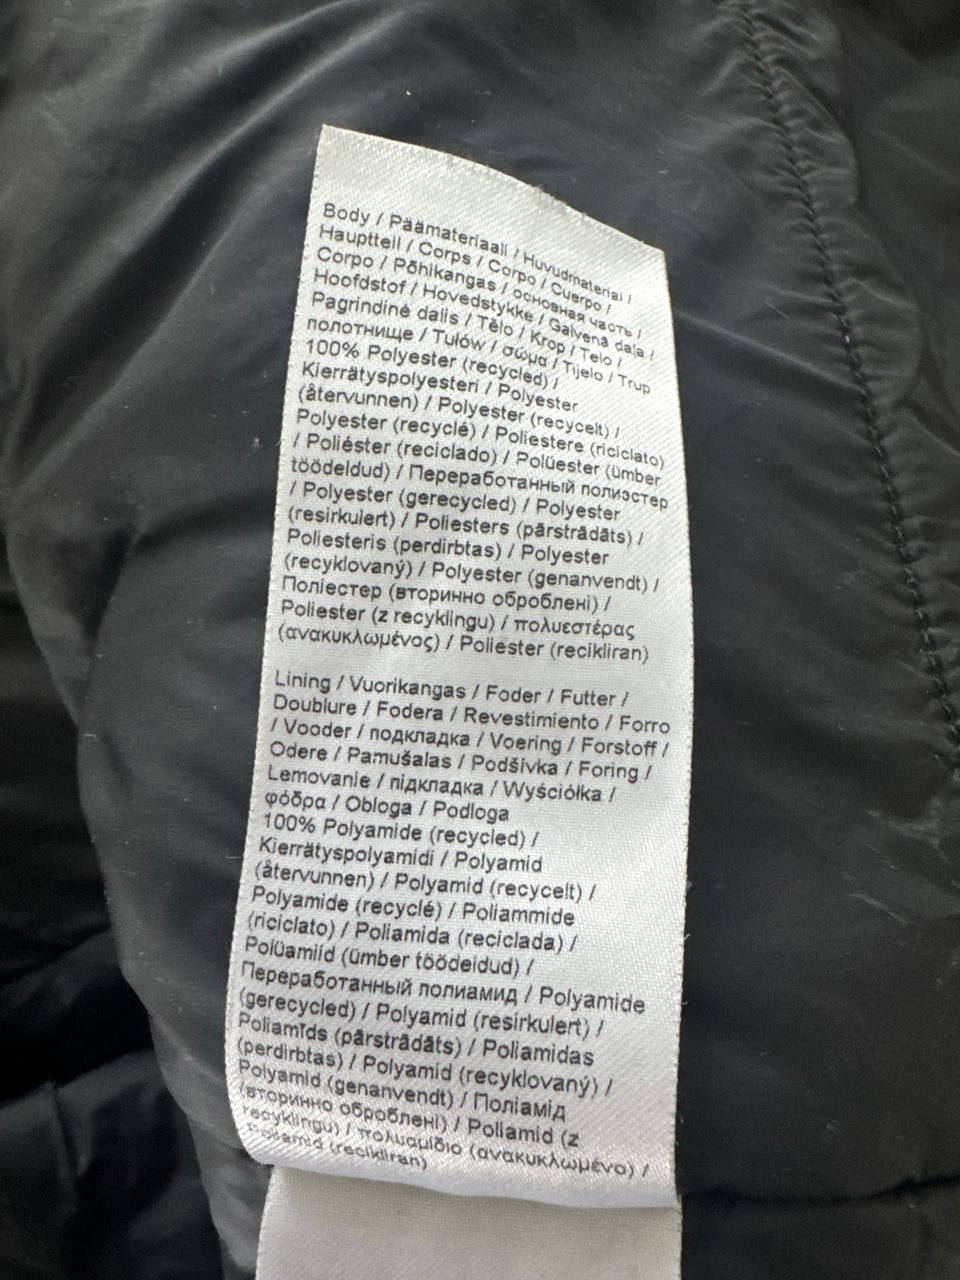 Body / Päämateriaali / Huvudmaterial /
Hauptteil / Corps / Corpo / Cuerpo /
Corpo / Põhikangas / основная часть /
Hoofdstof / Hovedstykke / Galvenā daļa /
Pagrindinė dalis / Tělo / Krop / Telo /
полотнище / Tułów / σώμα / Tijelo / Trup
100% Polyester (recycled) /
Kierrätyspolyesteri / Polyester
(återvunnen) / Polyester (recycelt) /
Polyester (recyclé) / Poliestere (riciclato)
/ Poliéster (reciclado) / Polüester (ümber
töödeldud) / Переработанный полиэстер
/ Polyester (gerecycled) / Polyester
(resirkulert) / Poliesters (pārstrādāts) /
Poliesteris (perdirbtas) / Polyester
(recyklovaný) / Polyester (genanvendt) /
Поліестер (вторинно оброблені) /
Poliester (z recyklingu) / πολυεστέρας
(ανακυκλωμένος) / Poliester (recikliran)
Lining / Vuorikangas / Foder / Futter /
Doublure / Fodera / Revestimiento / Forro
/ Vooder / подкладка / Voering / Forstoff /
Odere / Pamušalas / Podšívka / Foring /
Lemovanie / підкладка / Wyściółka /
φόδρα / Obloga / Podloga
100% Polyamide (recycled) /
Kierrätyspolyamidi / Polyamid
(återvunnen) / Polyamid (recycelt) /
Polyamide (recyclé) / Poliammide
(riciclato) / Poliamida (reciclada) /
Polüamiid (ümber töödeldud) /
Переработанный полиамид / Polyamide
(gerecycled) / Polyamid (resirkulert) /
Poliamīds (pārstrādāts) / Poliamidas
(perdirbtas) / Polyamid (recyklovaný) /
Polyamid (genanvendt) / Поліамід
(вторинно оброблені) / Poliamid (z
recyklingu) / πολυαμίδιο (ανακυκλωμένο) /
Poliamid (recikliran)